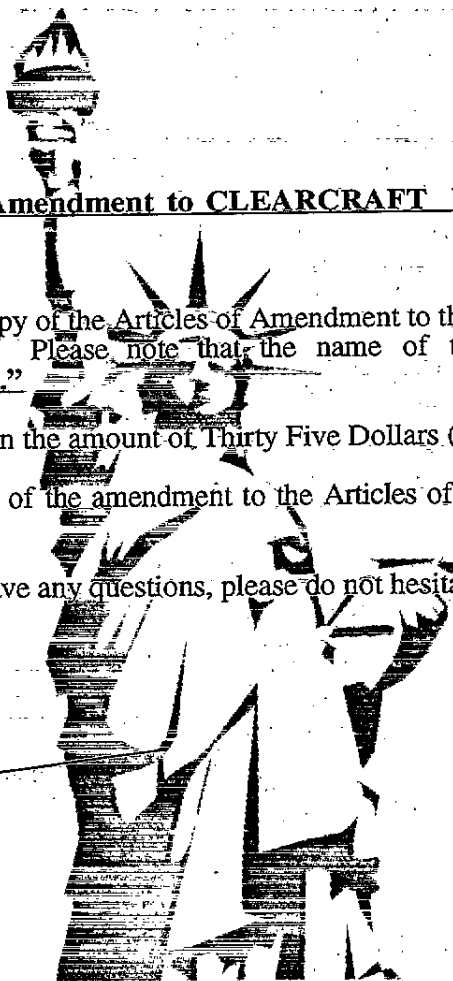 Amendment to CLEARCRAFT
py of the Articles of Amendment to th
Please note that the name of t
.”
n the amount of Thirty Five Dollars (
of the amendment to the Articles of
ve any questions, please do not hesita